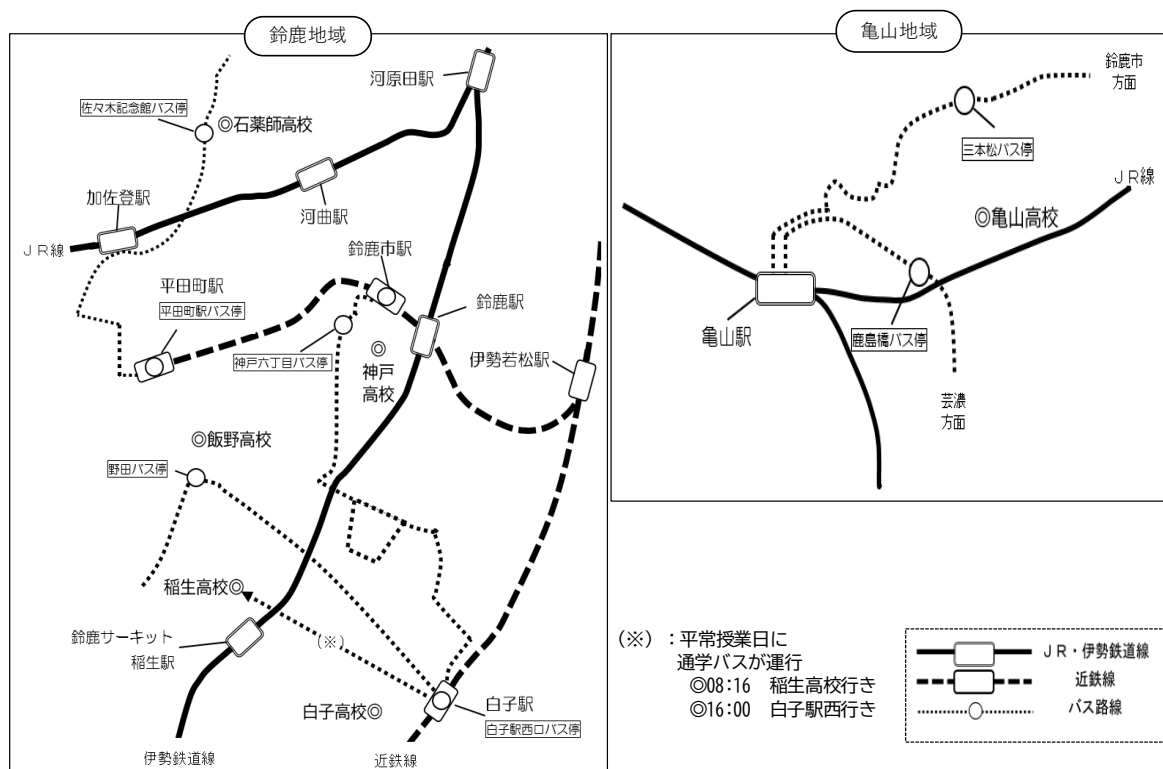 鈴鹿地域
河原田駅
佐々木記念館バス停
◎石薬師高校
加佐登駅
河曲駅
JR線
鈴鹿市駅
平田町駅
平田町駅バス停
鈴鹿駅
神戸六丁目バス停
◎
神戸
高校
伊勢若松駅
◎飯野高校
野田バス停
稲生高校◎
(※)
鈴鹿サーキット
稲生駅
白子高校◎
白子駅
白子駅西口バス停
伊勢鉄道線
近鉄線
亀山地域
鈴鹿市
方面
三本松バス停
JR線
◎亀山高校
亀山駅
鹿島橋バス停
芸濃
方面
(※):平常授業日に
通学バスが運行
◎08:16 稲生高校行き
◎16:00 白子駅西行き
JR・伊勢鉄道線
近鉄線
バス路線